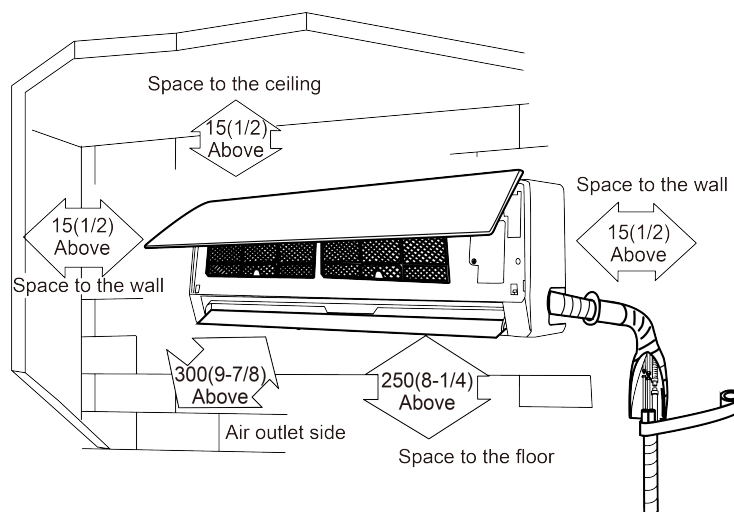 Space to the ceiling
15(1/2)
Above
Space to the wall
15(1/2)
Above
15(1/2)
Above
Space to the wall
300(9-7/8)
Above
250(8-1/4)
Above
Air outlet side
Space to the floor